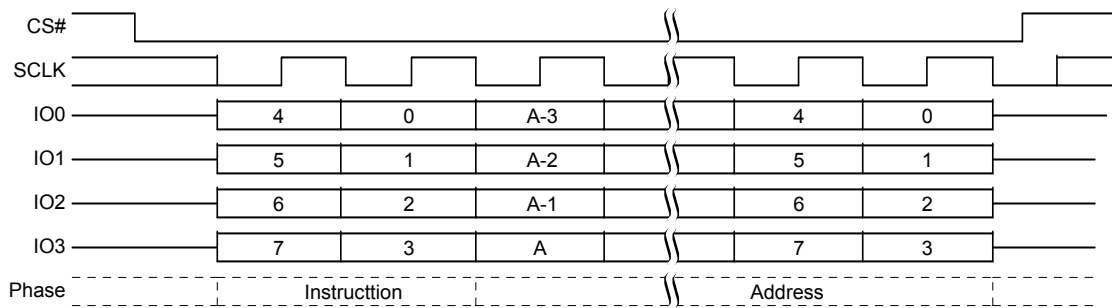 CS#
SCLK
IO0 4 0 A-3 4 0
IO1 5 1 A-2 5 1
IO2 6 2 A-1 6 2
IO3 7 3 A 7 3
Phase Instructtion Address